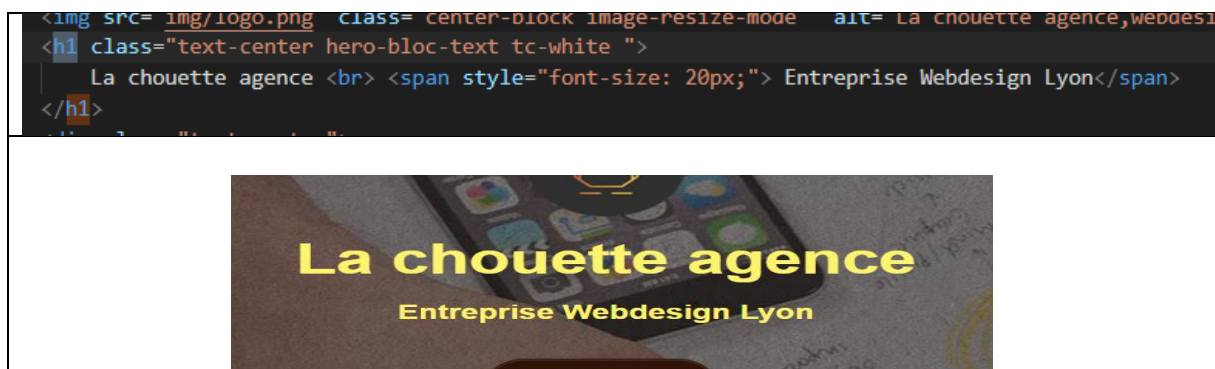 <img src= img/logo.png class= center-block image-resize-mode alt= La chouette agence,webdesi
<h1 class="text-center hero-bloc-text tc-white ">
La chouette agence <br> <span style="font-size: 20px;"> Entreprise Webdesign Lyon</span>
</h1>
La chouette agence
Entreprise Webdesign Lyon